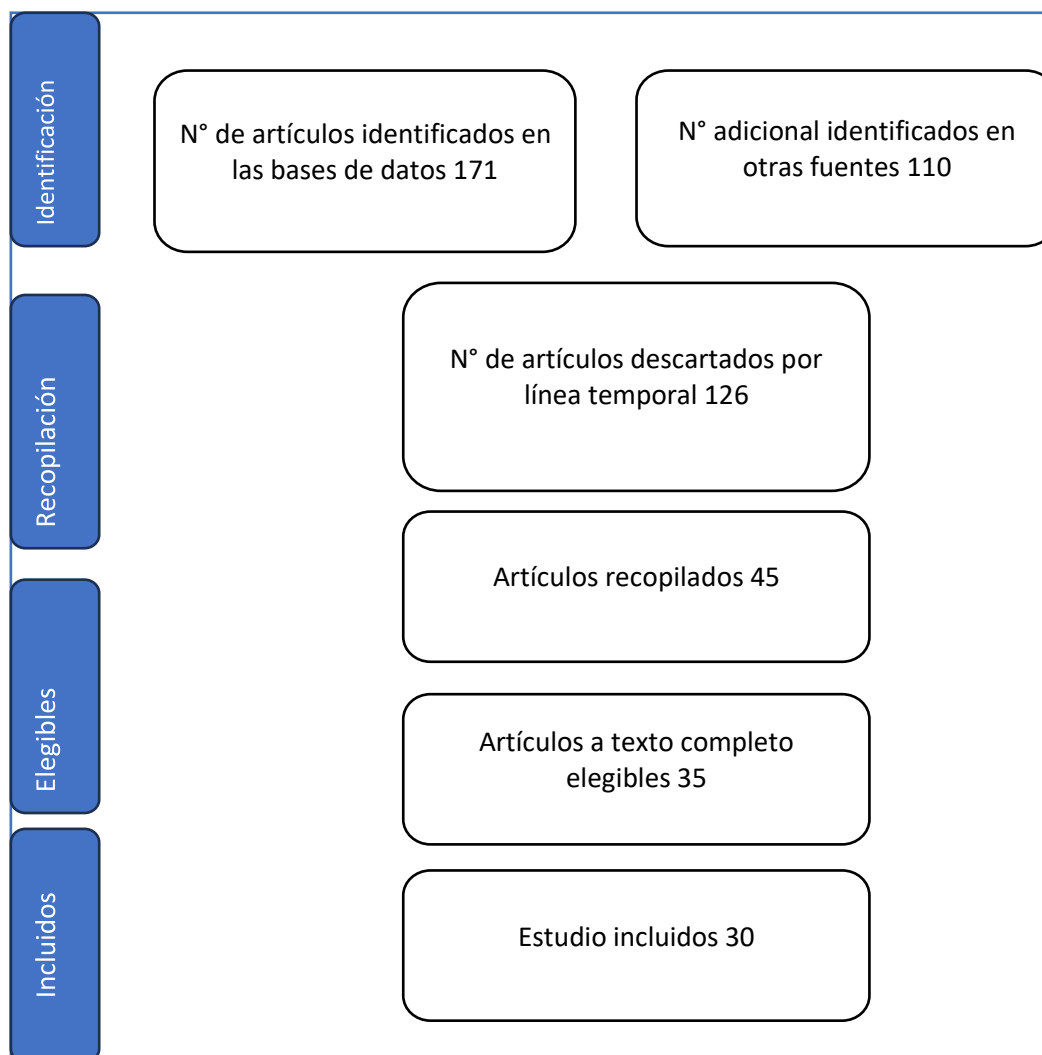 Identificación
N° de artículos identificados en
las bases de datos 171
N° adicional identificados en
otras fuentes 110
Recopilación
N° de artículos descartados por
línea temporal 126
Artículos recopilados 45
Elegibles
Artículos a texto completo
elegibles 35
Incluidos
Estudio incluidos 30